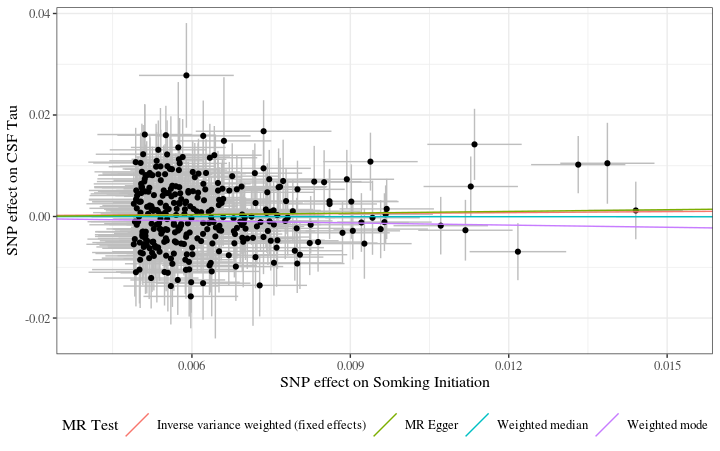 0.04
0.02
0.00
-0.02
SNP effect on CSF Tau
0.006
0.009
0.012
0.015
SNP effect on Somking Initiation
MR Test
Inverse variance weighted (fixed effects)
MR Egger
Weighted median
Weighted mode